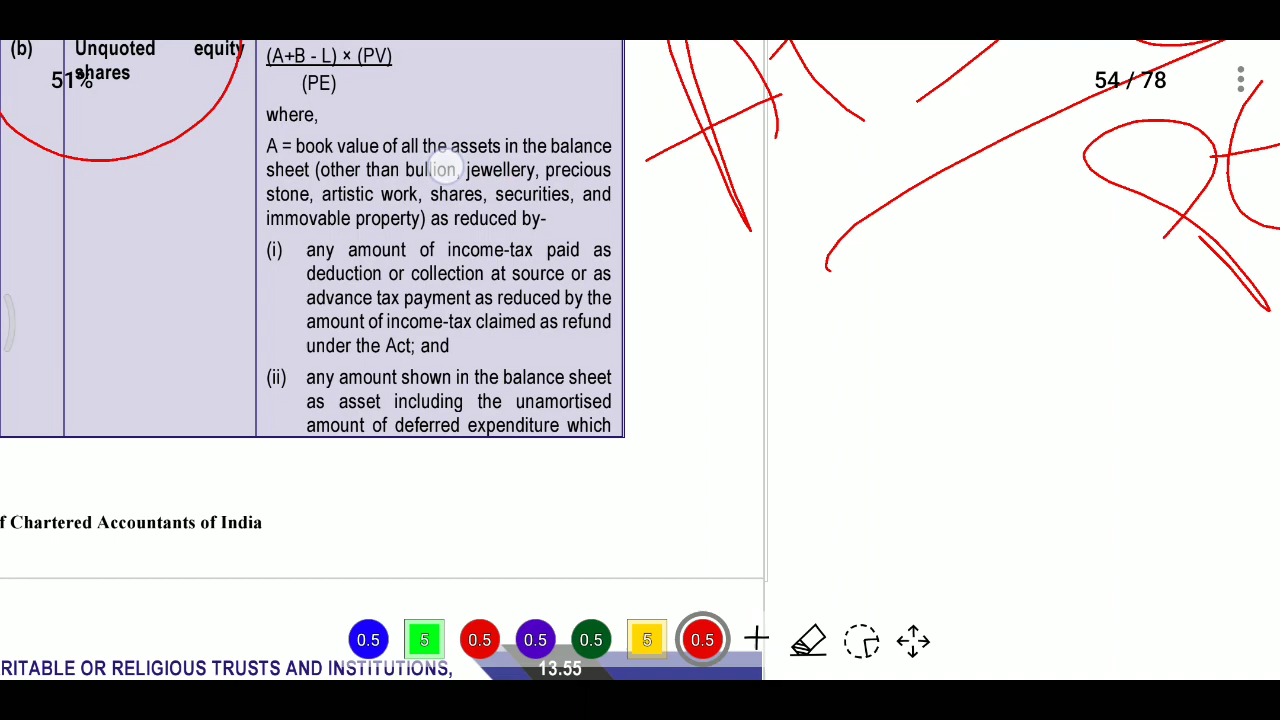 (b) Unquoted equity shares
51%
(A+B - L) × (PV)
(PE)
where,
A = book value of all the assets in the balance
sheet (other than bullion, jewellery, precious
stone, artistic work, shares, securities, and
immovable property) as reduced by-
(i) any amount of income-tax paid as
deduction or collection at source or as
advance tax payment as reduced by the
amount of income-tax claimed as refund
under the Act; and
(ii) any amount shown in the balance sheet
as asset including the unamortised
amount of deferred expenditure which
54 / 78
f Chartered Accountants of India
0.5 5 0.5 0.5 0.5 5 0.5
RITABLE OR RELIGIOUS TRUSTS AND INSTITUTIONS, 13.55